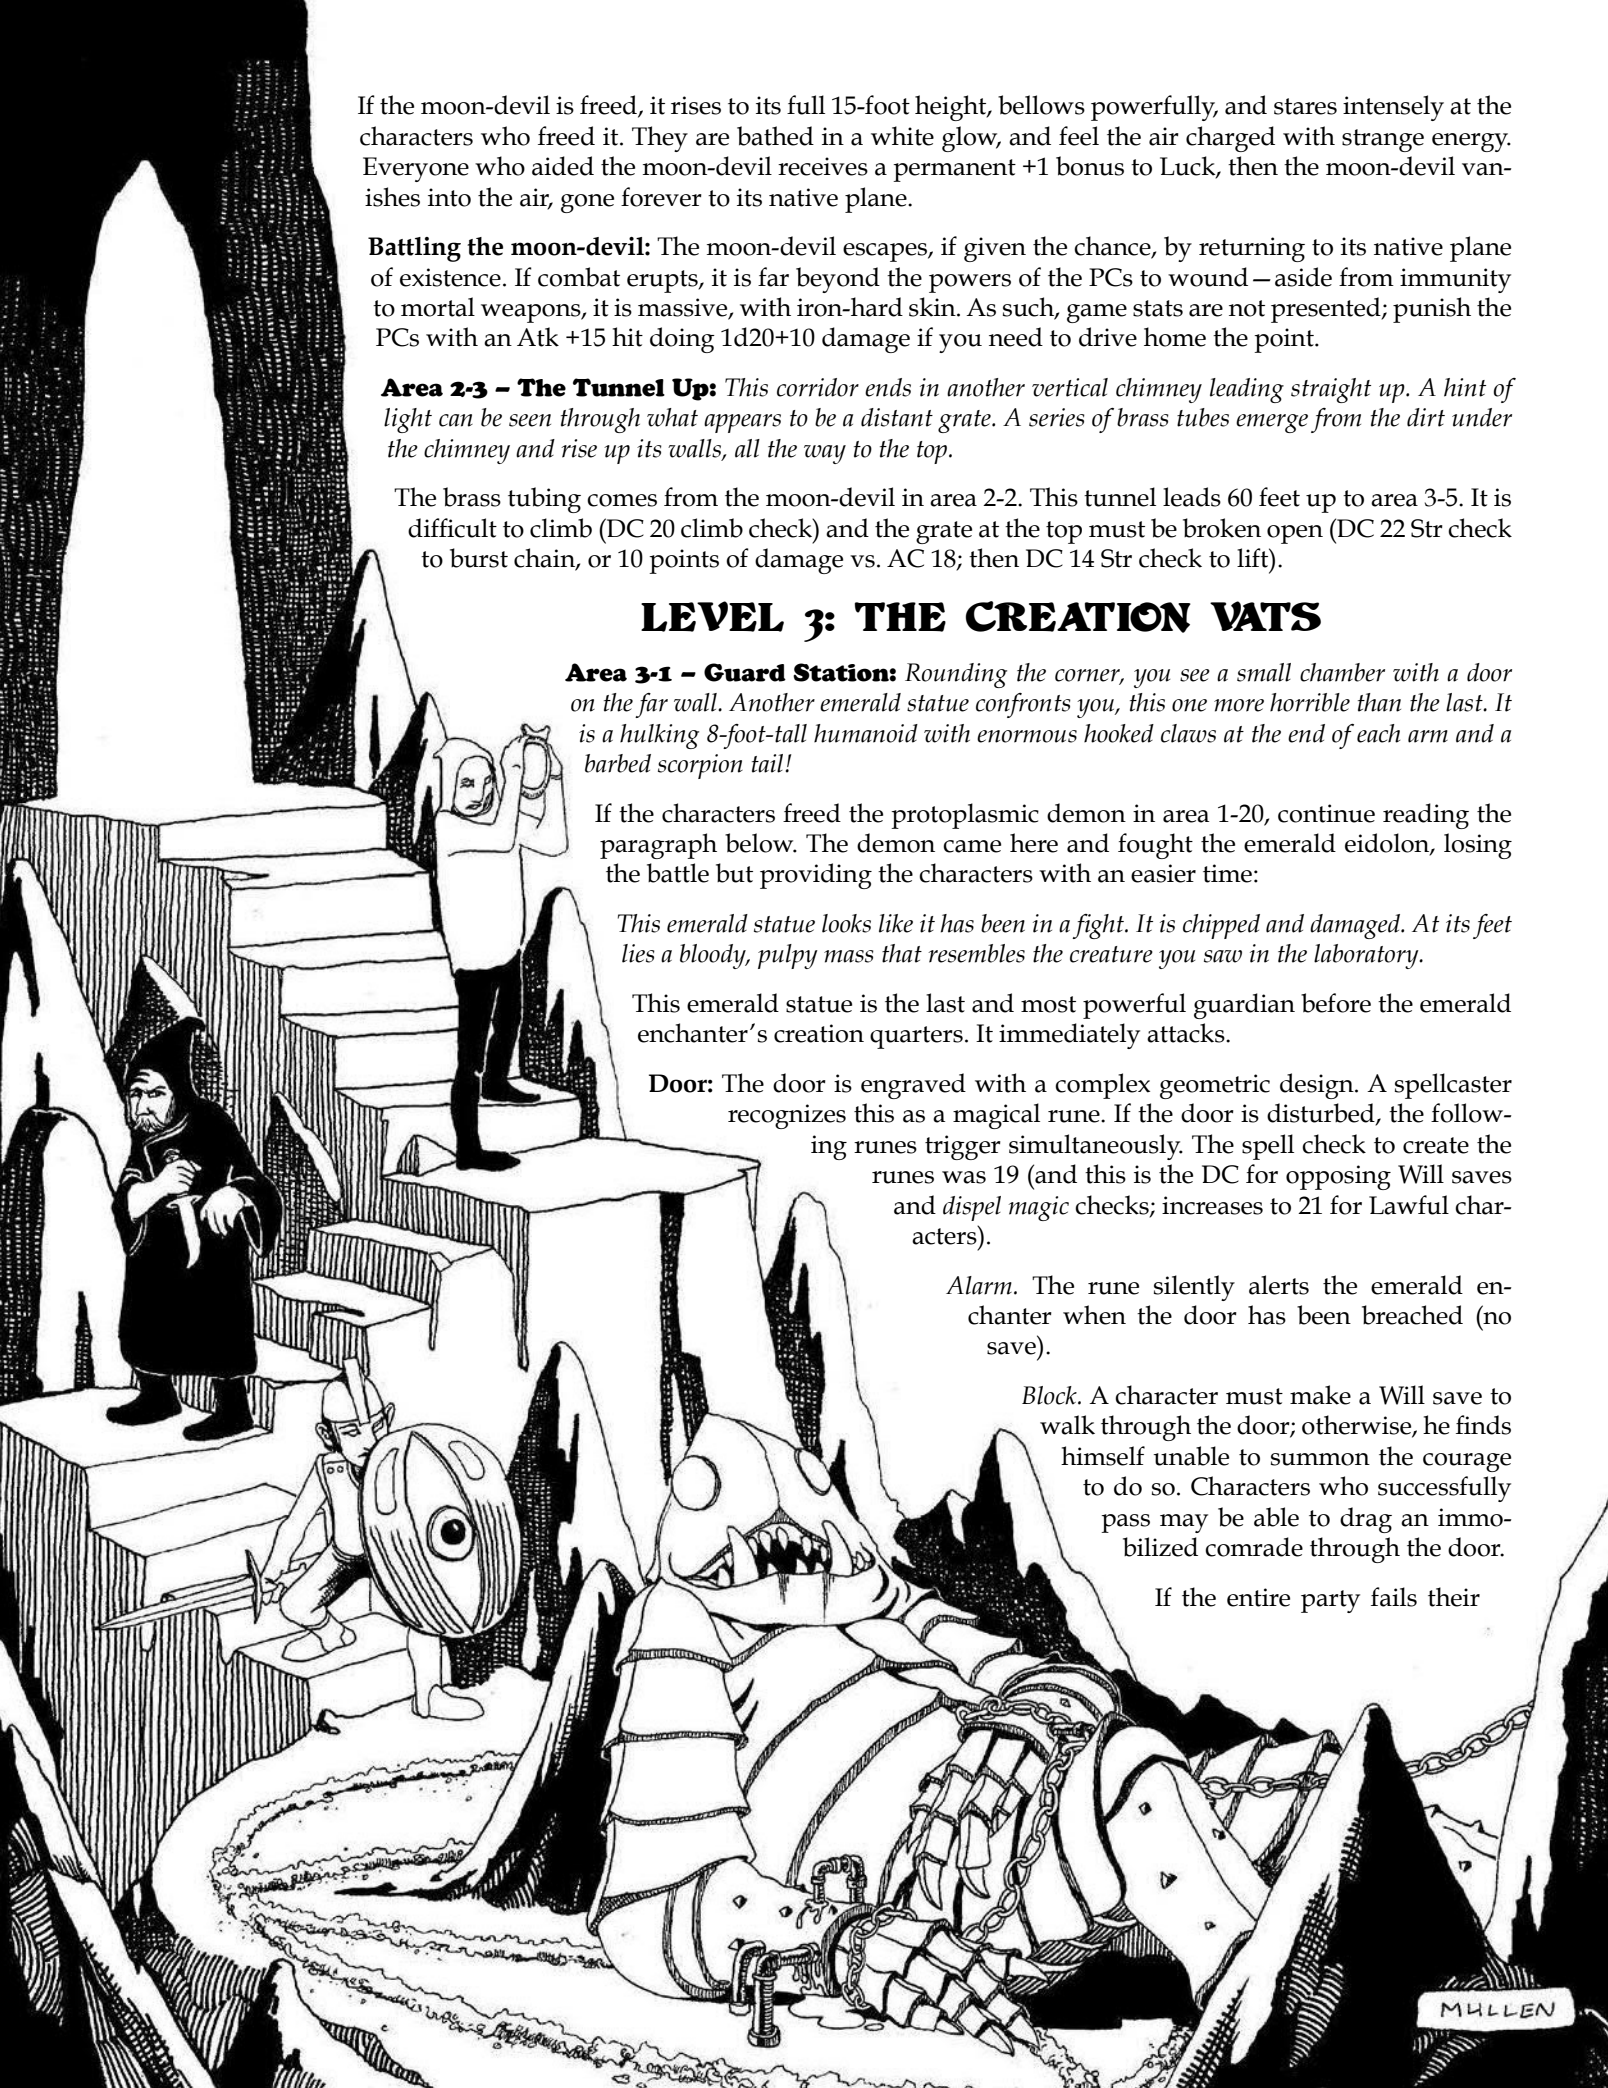 If the moon-devil is freed, it rises to its full 15-foot height, bellows powerfully, and stares intensely at the
characters who freed it. They are bathed in a white glow, and feel the air charged with strange energy.
Everyone who aided the moon-devil receives a permanent +1 bonus to Luck, then the moon-devil van-
ishes into the air, gone forever to its native plane.
Battling the moon-devil: The moon-devil escapes, if given the chance, by returning to its native plane
of existence. If combat erupts, it is far beyond the powers of the PCs to wound—aside from immunity
to mortal weapons, it is massive, with iron-hard skin. As such, game stats are not presented; punish the
PCs with an Atk +15 hit doing 1d20+10 damage if you need to drive home the point.
Area 2-3 – The Tunnel Up: This corridor ends in another vertical chimney leading straight up. A hint of
light can be seen through what appears to be a distant grate. A series of brass tubes emerge from the dirt under
the chimney and rise up its walls, all the way to the top.
The brass tubing comes from the moon-devil in area 2-2. This tunnel leads 60 feet up to area 3-5. It is
difficult to climb (DC 20 climb check) and the grate at the top must be broken open (DC 22 Str check
to burst chain, or 10 points of damage vs. AC 18; then DC 14 Str check to lift).
LEVEL 3: THE CREATION VATS
Area 3-1 – Guard Station: Rounding the corner, you see a small chamber with a door
on the far wall. Another emerald statue confronts you, this one more horrible than the last. It
is a hulking 8-foot-tall humanoid with enormous hooked claws at the end of each arm and a
barbed scorpion tail!
If the characters freed the protoplasmic demon in area 1-20, continue reading the
paragraph below. The demon came here and fought the emerald eidolon, losing
the battle but providing the characters with an easier time:
This emerald statue looks like it has been in a fight. It is chipped and damaged. At its feet
lies a bloody, pulpy mass that resembles the creature you saw in the laboratory.
This emerald statue is the last and most powerful guardian before the emerald
enchanter’s creation quarters. It immediately attacks.
Door: The door is engraved with a complex geometric design. A spellcaster
recognizes this as a magical rune. If the door is disturbed, the follow-
ing runes trigger simultaneously. The spell check to create the
runes was 19 (and this is the DC for opposing Will saves
and dispel magic checks; increases to 21 for Lawful char-
acters).
Alarm. The rune silently alerts the emerald en-
chanter when the door has been breached (no
save).
Block. A character must make a Will save to
walk through the door; otherwise, he finds
himself unable to summon the courage
to do so. Characters who successfully
pass may be able to drag an immo-
bilized comrade through the door.
If the entire party fails their
MULLEN